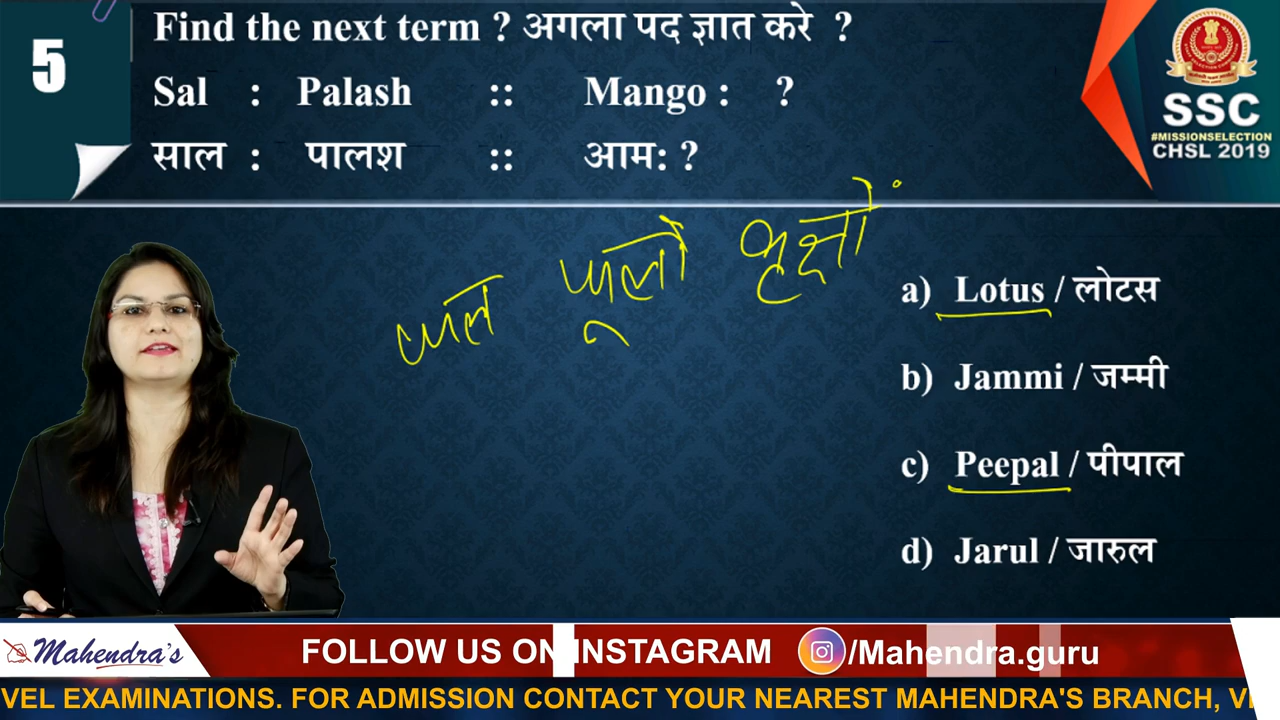 5
Find the next term ? अगला पद ज्ञात करे ?
Sal : Palash :: Mango : ?
साल : पालश :: आम: ?
SSC
#MISSIONSELECTION
CHSL 2019
फल फूलों वृक्षों
a) Lotus / लोटस
b) Jammi / जम्मी
c) Peepal / पीपाल
d) Jarul / जारुल
Mahendra's
FOLLOW US ON INSTAGRAM /Mahendra.guru
VEL EXAMINATIONS. FOR ADMISSION CONTACT YOUR NEAREST MAHENDRA'S BRANCH,